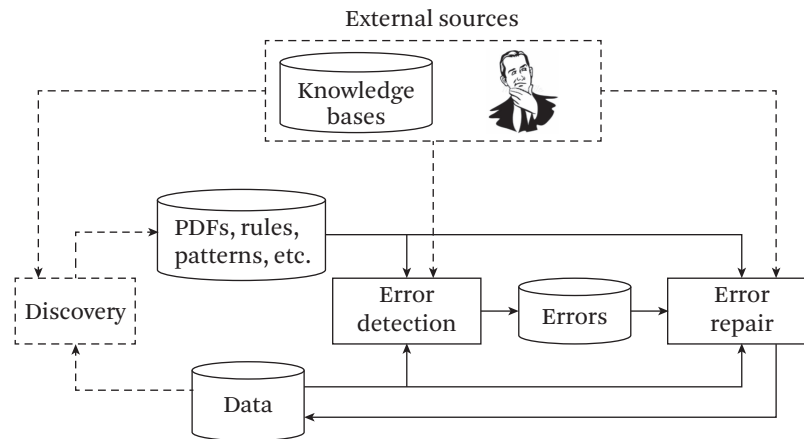 External sources
Knowledge
bases
PDFs, rules,
patterns, etc.
Discovery
Error
detection
Errors
Error
repair
Data